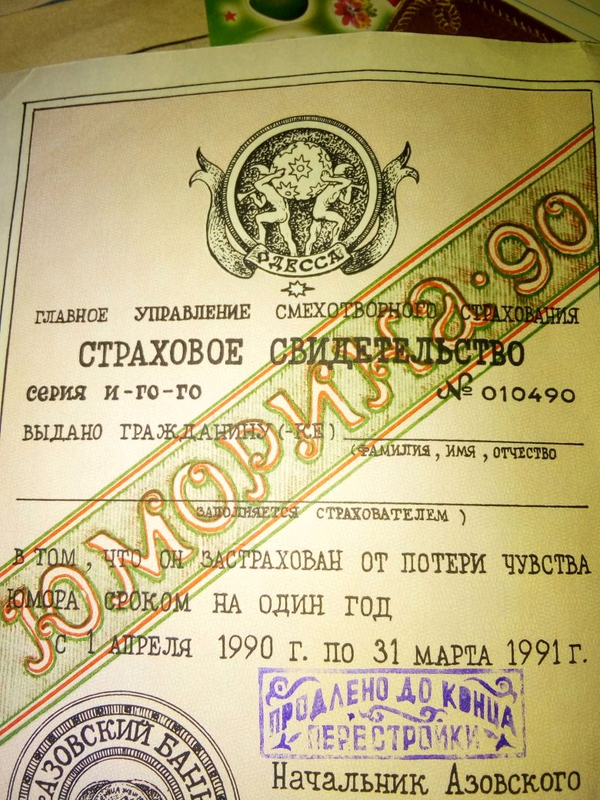 ОДЕССА
ГЛАВНОЕ УПРАВЛЕНИЕ СМЕХОТВОРНОГО СТРАХОВАНИЯ
СТРАХОВОЕ СВИДЕТЕЛЬСТВО
серия и-го-го № 010490
ВЫДАНО ГРАЖДАНИНУ (-КЕ)
(ФАМИЛИЯ, ИМЯ, ОТЧЕСТВО
ЗАПОЛНЯЕТСЯ СТРАХОВАТЕЛЕМ)
ЮМОРИНА·90
В ТОМ, ЧТО ОН ЗАСТРАХОВАН ОТ ПОТЕРИ ЧУВСТВА
ЮМОРА СРОКОМ НА ОДИН ГОД
С 1 АПРЕЛЯ 1990 г. ПО 31 МАРТА 1991 г.
ПРОДЛЕНО ДО КОНЦА
ПЕРЕСТРОЙКИ
АЗОВСКИЙ БАН
Начальник Азовского